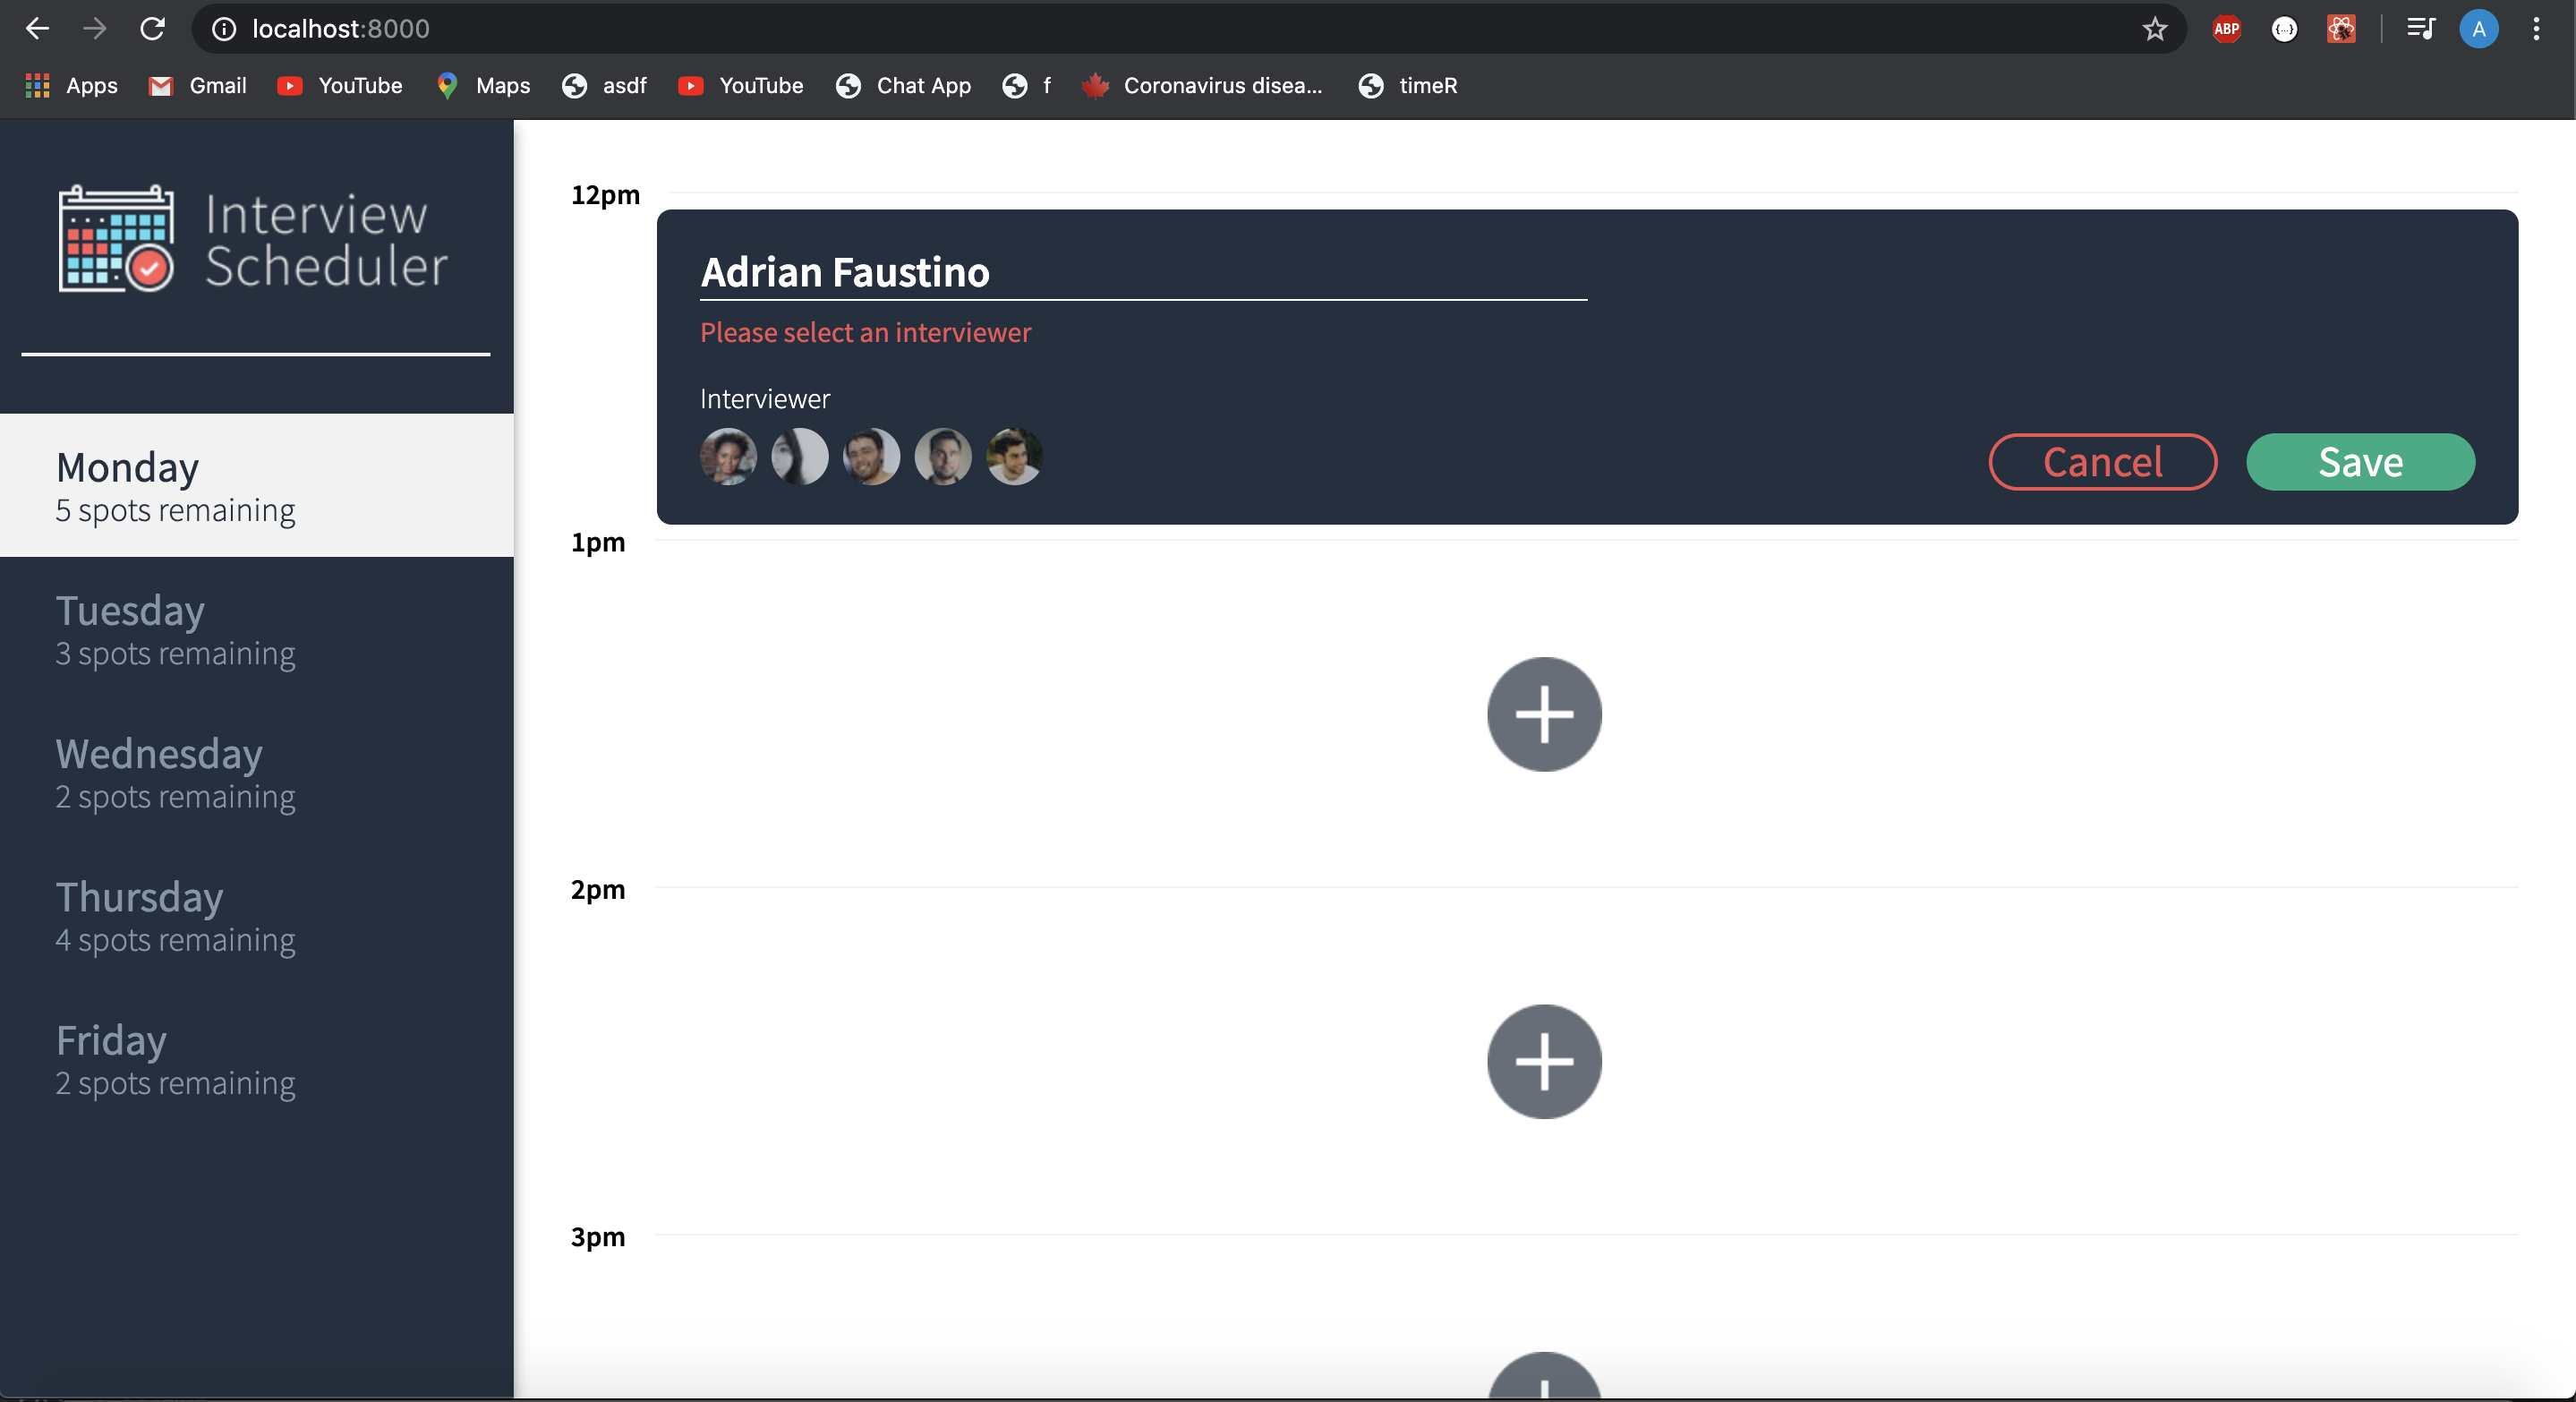 localhost:8000
ABP
A
Apps
Gmail
YouTube
Maps
asdf
YouTube
Chat App
f
Coronavirus disea...
timeR
Interview
Scheduler
Monday
5 spots remaining
Tuesday
3 spots remaining
Wednesday
2 spots remaining
Thursday
4 spots remaining
Friday
2 spots remaining
12pm
Adrian Faustino
Please select an interviewer
Interviewer
Cancel
Save
1pm
2pm
3pm